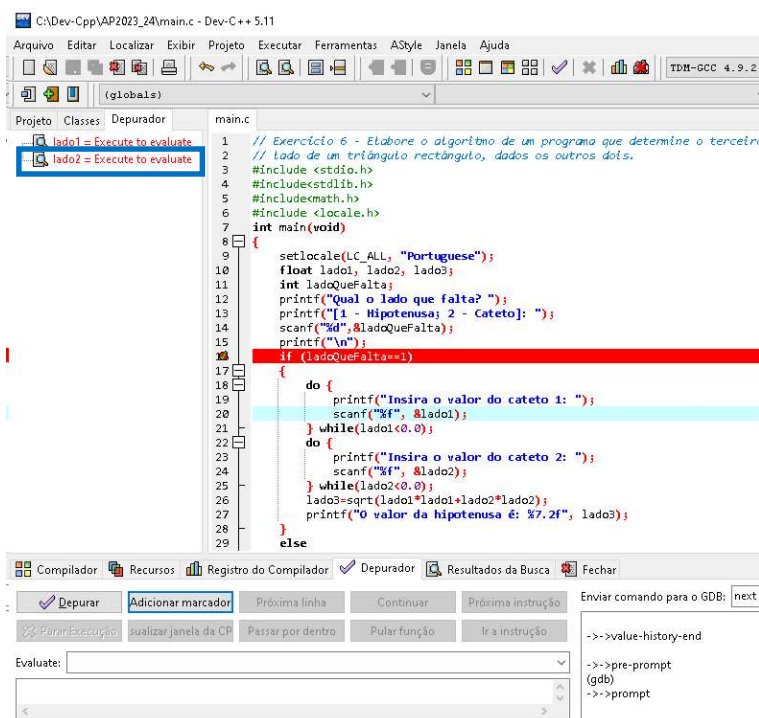 C:\Dev-Cpp\AP2023_24\main.c - Dev-C++ 5.11
Arquivo Editar Localizar Exibir Projeto Executar Ferramentas AStyle Janela Ajuda
TDM-GCC 4.9.2
(globals)
Projeto Classes Depurador main.c
lado1 = Execute to evaluate
lado2 = Execute to evaluate
1 // Exercício 6 - Elabore o algoritmo de um programa que determine o terceiro
2 // lado de um triângulo rectângulo, dados os outros dois.
3 #include <stdio.h>
4 #include<stdlib.h>
5 #include<math.h>
6 #include <locale.h>
7 int main(void)
8 {
9 setlocale(LC_ALL, "Portuguese");
10 float lado1, lado2, lado3;
11 int ladoQueFalta;
12 printf("Qual o lado que falta? ");
13 printf("[1 - Hipotenusa; 2 - Cateto]: ");
14 scanf("%d",&ladoQueFalta);
15 printf("\n");
if (ladoQueFalta==1)
17 {
18 do {
19 printf("Insira o valor do cateto 1: ");
20 scanf("%f", &lado1);
21 } while(lado1<0.0);
22 do {
23 printf("Insira o valor do cateto 2: ");
24 scanf("%f", &lado2);
25 } while(lado2<0.0);
26 lado3=sqrt(lado1*lado1+lado2*lado2);
27 printf("O valor da hipotenusa é: %7.2f", lado3);
28 }
29 else
Compilador Recursos Registro do Compilador Depurador Resultados da Busca Fechar
Depurar Adicionar marcador Próxima linha Continuar Próxima instrução Enviar comando para o GDB: next
Parar Execução sualizar janela da CP Passar por dentro Pular função Ir a instrução
->->value-history-end
Evaluate:
->->pre-prompt
(gdb)
->->prompt